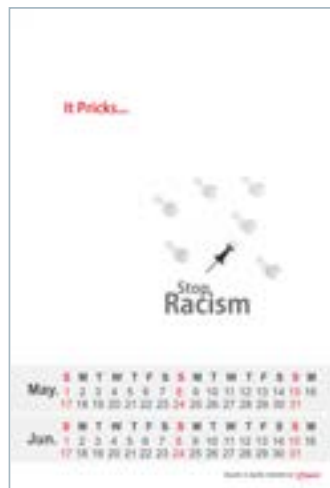 It Pricks...
Stop
Racism
S M T W T F S S M T W T F S S M
May. 1 2 3 4 5 6 7 8 9 10 11 12 13 14 15 16
17 18 19 20 21 22 23 24 25 26 27 28 29 30 31
S M T W T F S S M T W T F S S M
Jun. 1 2 3 4 5 6 7 8 9 10 11 12 13 14 15 16
17 18 19 20 21 22 23 24 25 26 27 28 29 30 31